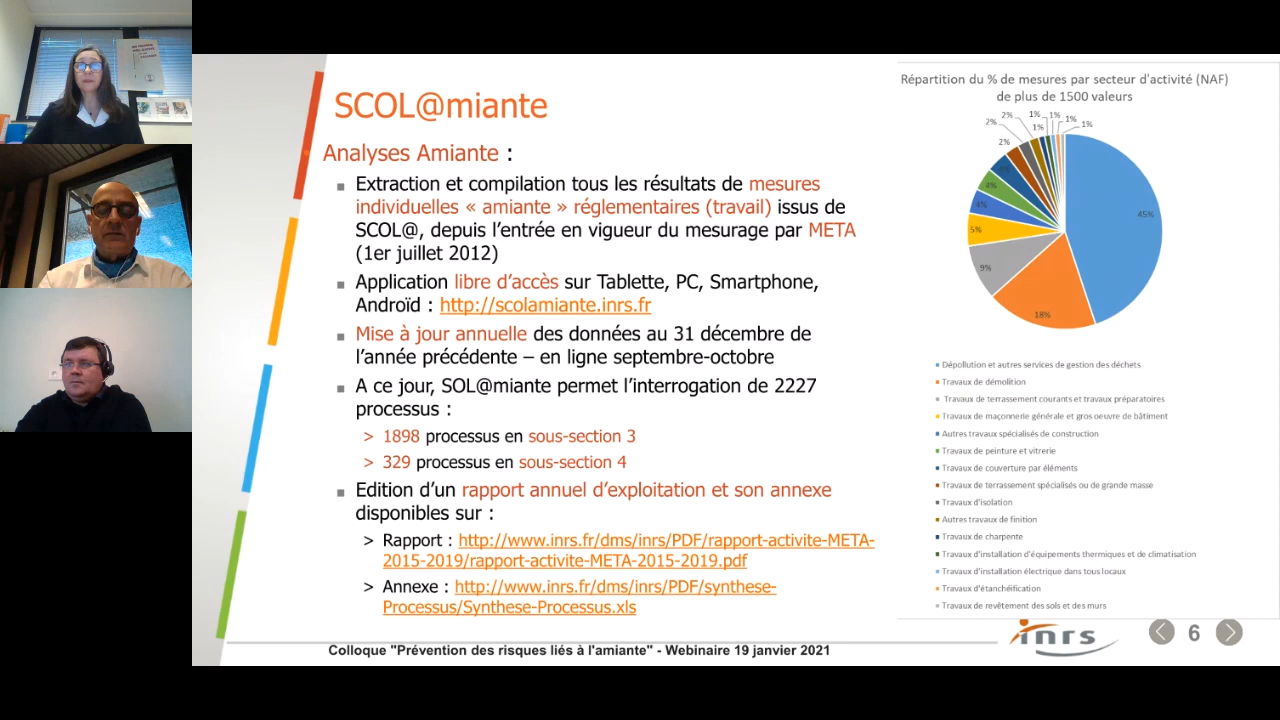 SCOL@miante
Analyses Amiante :
Extraction et compilation tous les résultats de mesures
individuelles « amiante » réglementaires (travail) issus de
SCOL@, depuis l'entrée en vigueur du mesurage par META
(1er juillet 2012)
Application libre d'accès sur Tablette, PC, Smartphone,
Androïd : http://scolamiante.inrs.fr
Mise à jour annuelle des données au 31 décembre de
l'année précédente – en ligne septembre-octobre
A ce jour, SOL@miante permet l'interrogation de 2227
processus :
> 1898 processus en sous-section 3
> 329 processus en sous-section 4
Edition d'un rapport annuel d'exploitation et son annexe
disponibles sur :
> Rapport : http://www.inrs.fr/dms/inrs/PDF/rapport-activite-META-
2015-2019/rapport-activite-META-2015-2019.pdf
> Annexe : http://www.inrs.fr/dms/inrs/PDF/synthese-
Processus/Synthese-Processus.xls
Répartition du % de mesures par secteur d'activité (NAF)
de plus de 1500 valeurs
45%
18%
9%
5%
4%
4%
2%
2%
2%
1%
1%
1%
1%
1%
Dépollution et autres services de gestion des déchets
Travaux de démolition
Travaux de terrassement courants et travaux préparatoires
Travaux de maçonnerie générale et gros oeuvre de bâtiment
Autres travaux spécialisés de construction
Travaux de peinture et vitrerie
Travaux de couverture par éléments
Travaux de terrassement spécialisés ou de grande masse
Travaux d'isolation
Autres travaux de finition
Travaux de charpente
Travaux d'installation d'équipements thermiques et de climatisation
Travaux d'installation électrique dans tous locaux
Travaux d'étanchéification
Travaux de revêtement des sols et des murs
inrs
6
Colloque "Prévention des risques liés à l'amiante" - Webinaire 19 janvier 2021